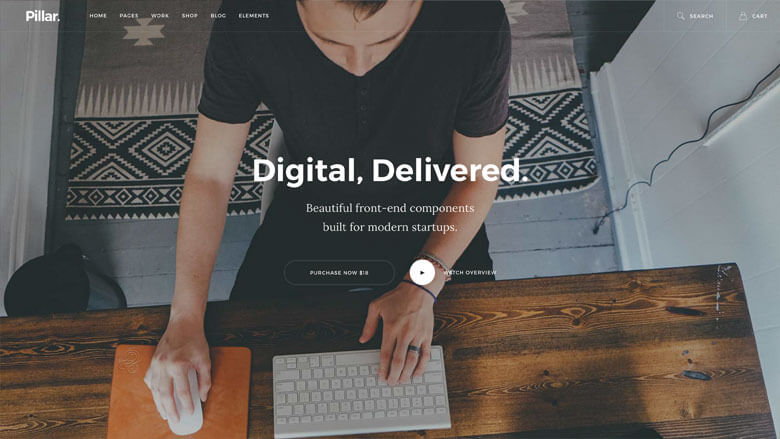 Pillar.
HOME PAGES WORK SHOP BLOG ELEMENTS
SEARCH
CART
Digital, Delivered.
Beautiful front-end components
built for modern startups.
PURCHASE NOW $18
WATCH OVERVIEW